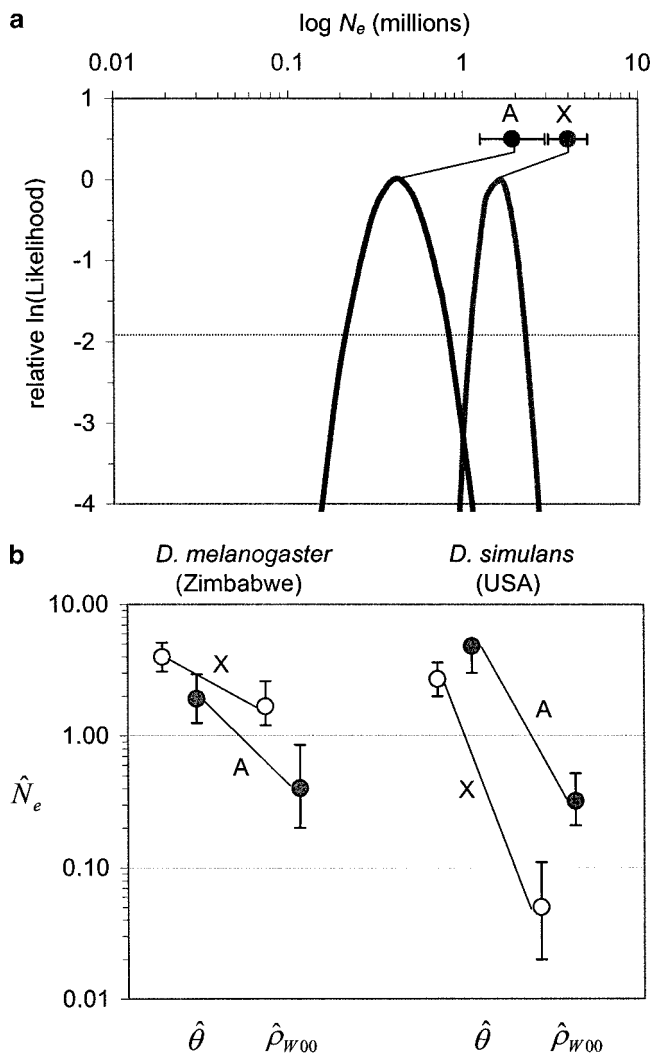 a
log Ne (millions)
0.01 0.1 1 10
1
0
-1
-2
-3
-4
relative ln(Likelihood)
A X
b
D. melanogaster
(Zimbabwe)
D. simulans
(USA)
10.00
1.00
0.10
0.01
N̂e
X
A
A
X
θ̂ ρ̂W00 θ̂ ρ̂W00